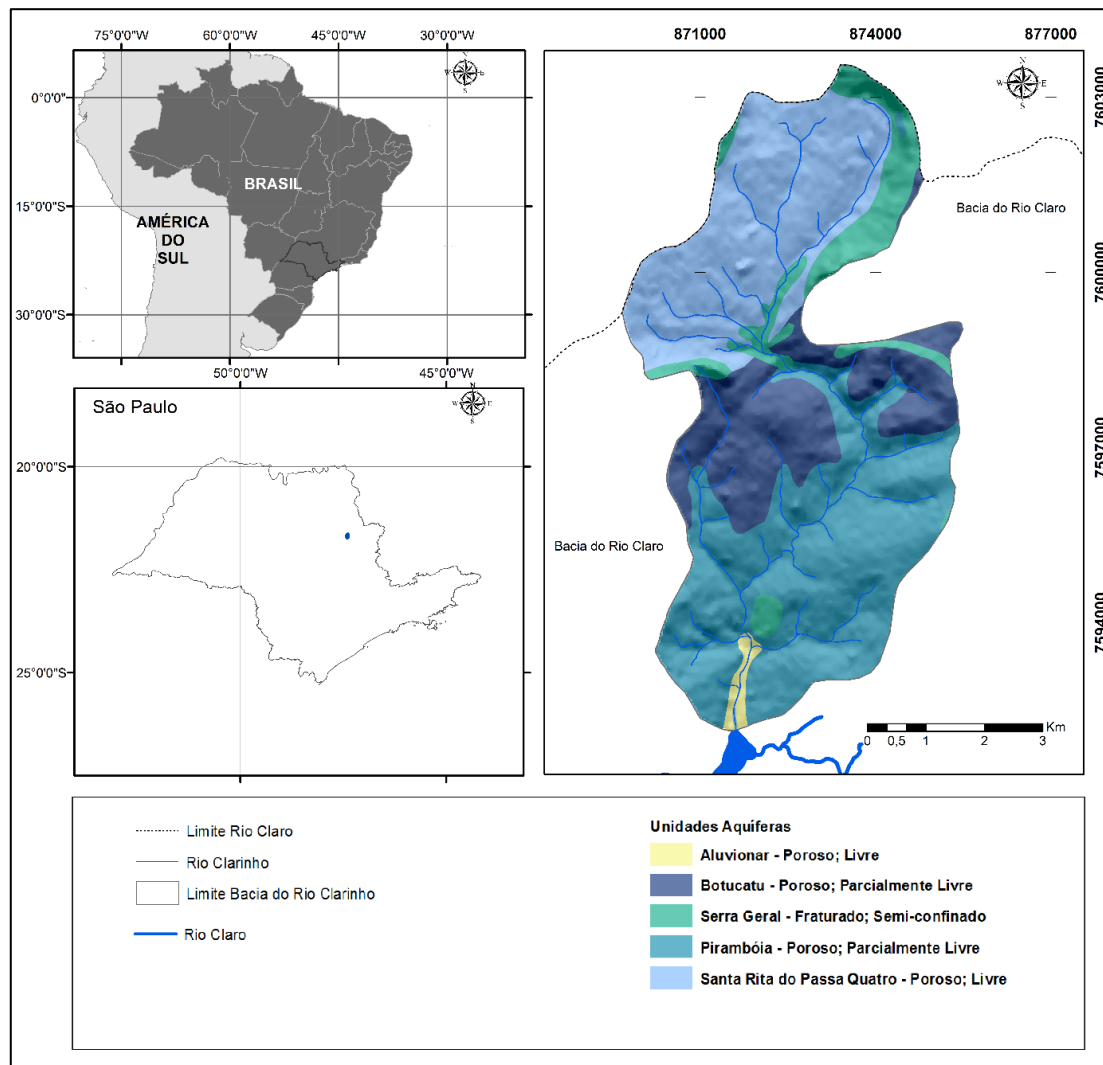 75°0'0"W 60°0'0"W 45°0'0"W 30°0'0"W
0°0'0"
15°0'0"S
30°0'0"S
N
W E
S
BRASIL
AMÉRICA
DO
SUL
50°0'0"W 45°0'0"W
São Paulo
N
W E
S
20°0'0"S
25°0'0"S
871000 874000 877000
7603000
7600000
7597000
7594000
N
W E
S
Bacia do Rio Claro
Bacia do Rio Claro
Km
0 0,5 1 2 3
Limite Rio Claro
Rio Clarinho
Limite Bacia do Rio Clarinho
Rio Claro
Unidades Aquíferas
Aluvionar - Poroso; Livre
Botucatu - Poroso; Parcialmente Livre
Serra Geral - Fraturado; Semi-confinado
Pirambóia - Poroso; Parcialmente Livre
Santa Rita do Passa Quatro - Poroso; Livre